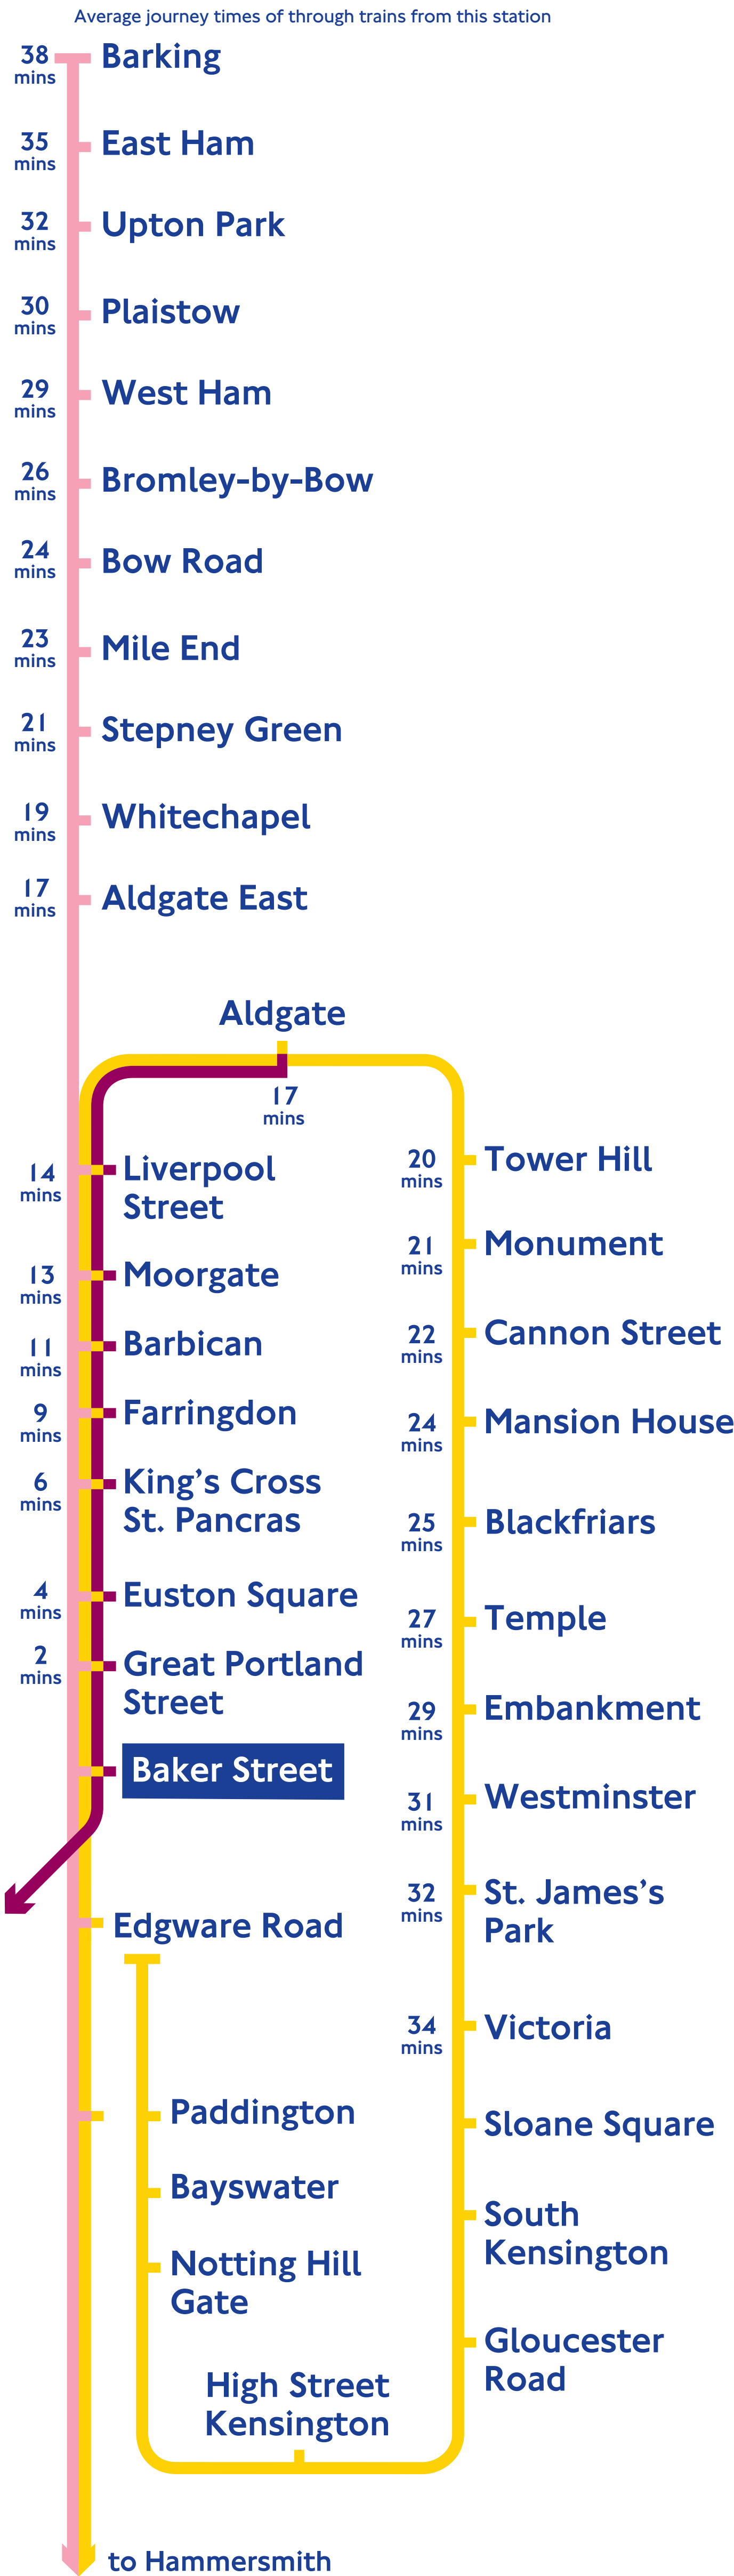 Average journey times of through trains from this station
38
mins
Barking
35
mins
East Ham
32
mins
Upton Park
30
mins
Plaistow
29
mins
West Ham
26
mins
Bromley-by-Bow
24
mins
Bow Road
23
mins
Mile End
21
mins
Stepney Green
19
mins
Whitechapel
17
mins
Aldgate East
Aldgate
17
mins
14
mins
Liverpool
Street
13
mins
Moorgate
11
mins
Barbican
9
mins
Farringdon
6
mins
King's Cross
St. Pancras
4
mins
Euston Square
2
mins
Great Portland
Street
Baker Street
Edgware Road
Paddington
Bayswater
Notting Hill
Gate
High Street
Kensington
20
mins
Tower Hill
21
mins
Monument
22
mins
Cannon Street
24
mins
Mansion House
25
mins
Blackfriars
27
mins
Temple
29
mins
Embankment
31
mins
Westminster
32
mins
St. James's
Park
34
mins
Victoria
Sloane Square
South
Kensington
Gloucester
Road
to Hammersmith